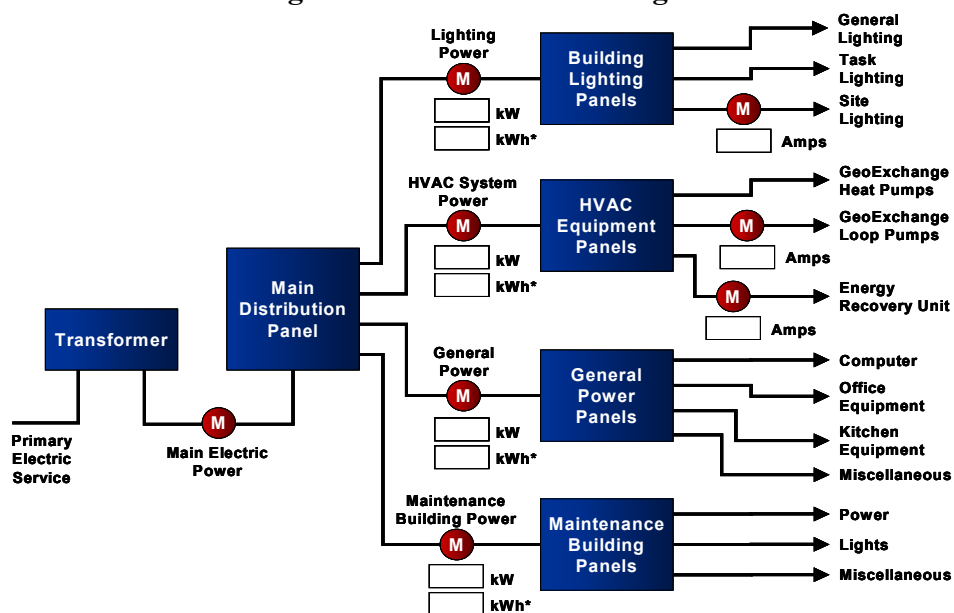 Lighting
Power
M
kW
kWh*
Building
Lighting
Panels
General
Lighting
Task
Lighting
M
Site
Lighting
Amps
HVAC System
Power
M
kW
kWh*
HVAC
Equipment
Panels
GeoExchange
Heat Pumps
M
GeoExchange
Loop Pumps
Amps
M
Energy
Recovery Unit
Amps
Transformer
Main
Distribution
Panel
Primary
Electric
Service
M
Main Electric
Power
General
Power
M
kW
kWh*
General
Power
Panels
Computer
Office
Equipment
Kitchen
Equipment
Miscellaneous
Maintenance
Building Power
M
kW
kWh*
Maintenance
Building
Panels
Power
Lights
Miscellaneous